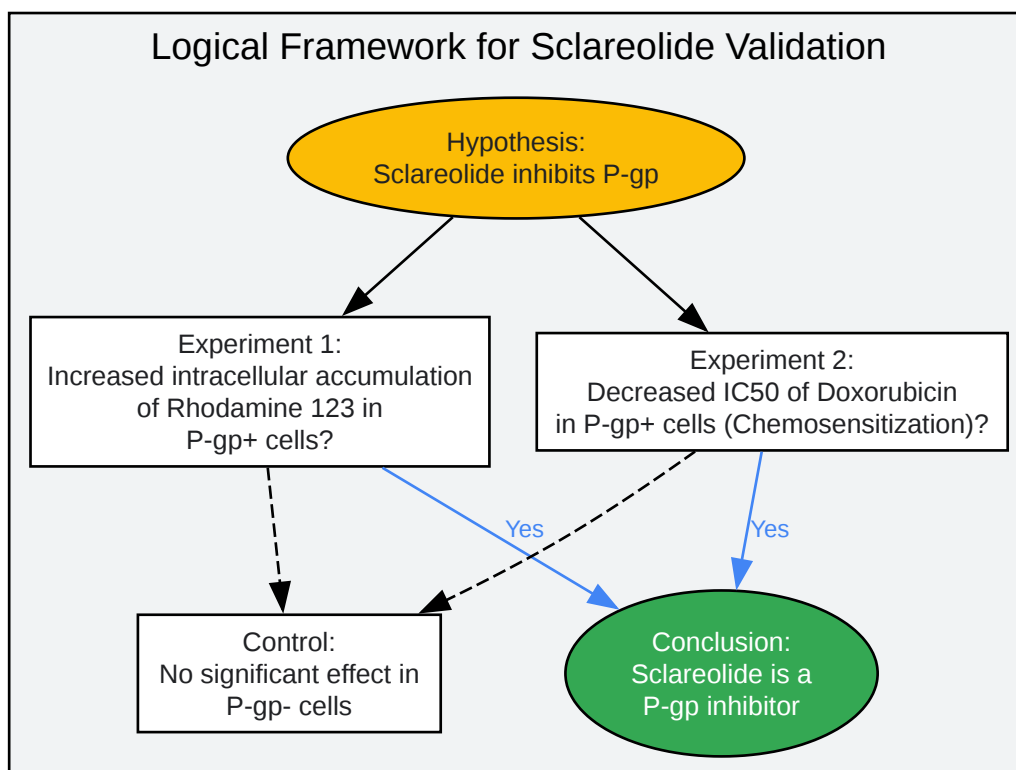 Logical Framework for Sclareolide Validation
Hypothesis:
Sclareolide inhibits P-gp
Experiment 1:
Increased intracellular accumulation
of Rhodamine 123 in
P-gp+ cells?
Experiment 2:
Decreased IC50 of Doxorubicin
in P-gp+ cells (Chemosensitization)?
Yes
Yes
Control:
No significant effect in
P-gp- cells
Conclusion:
Sclareolide is a
P-gp inhibitor